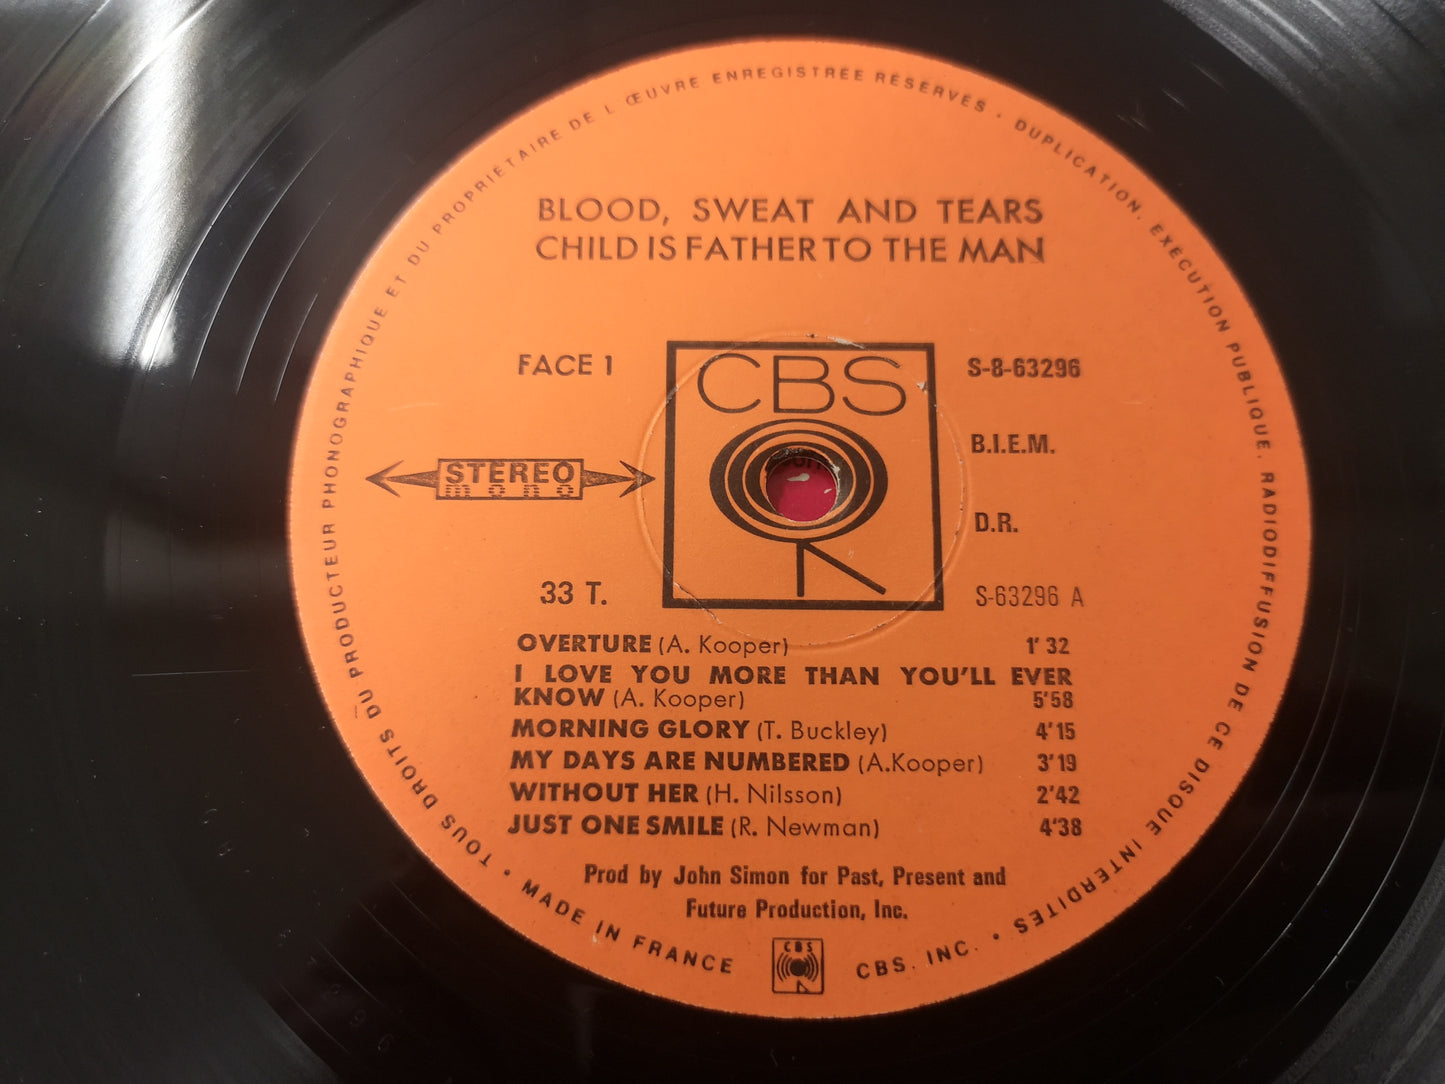 TOUS DROITS DU PRODUCTEUR PHONOGRAPHIQUE ET DU PROPRIÉTAIRE DE L'ŒUVRE ENREGISTRÉE RÉSERVÉS · DUPLICATION, EXECUTION PUBLIQUE, RADIODIFFUSION DE CE DISQUE INTERDITES ·
BLOOD, SWEAT AND TEARS
CHILD IS FATHER TO THE MAN
FACE 1
CBS
S-8-63296
B.I.E.M.
STEREO
mono
D.R.
33 T.
S-63296 A
OVERTURE (A. Kooper) 1' 32
I LOVE YOU MORE THAN YOU'LL EVER
KNOW (A. Kooper) 5'58
MORNING GLORY (T. Buckley) 4'15
MY DAYS ARE NUMBERED (A.Kooper) 3'19
WITHOUT HER (H. Nilsson) 2'42
JUST ONE SMILE (R. Newman) 4'38
Prod by John Simon for Past, Present and
Future Production, Inc.
· MADE IN FRANCE
CBS
CBS, INC.